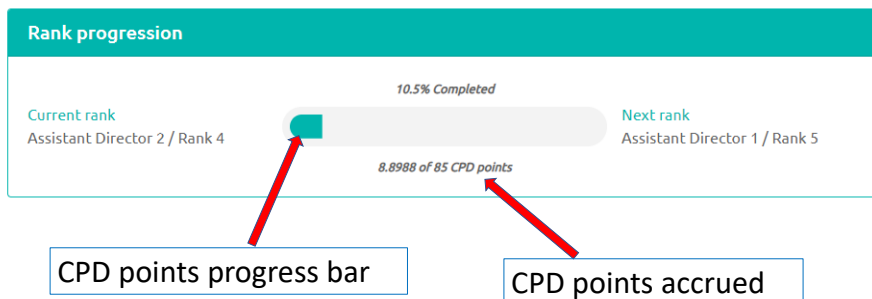 Rank progression
10.5% Completed
Current rank
Assistant Director 2 / Rank 4
Next rank
Assistant Director 1 / Rank 5
8.8988 of 85 CPD points
CPD points progress bar
CPD points accrued